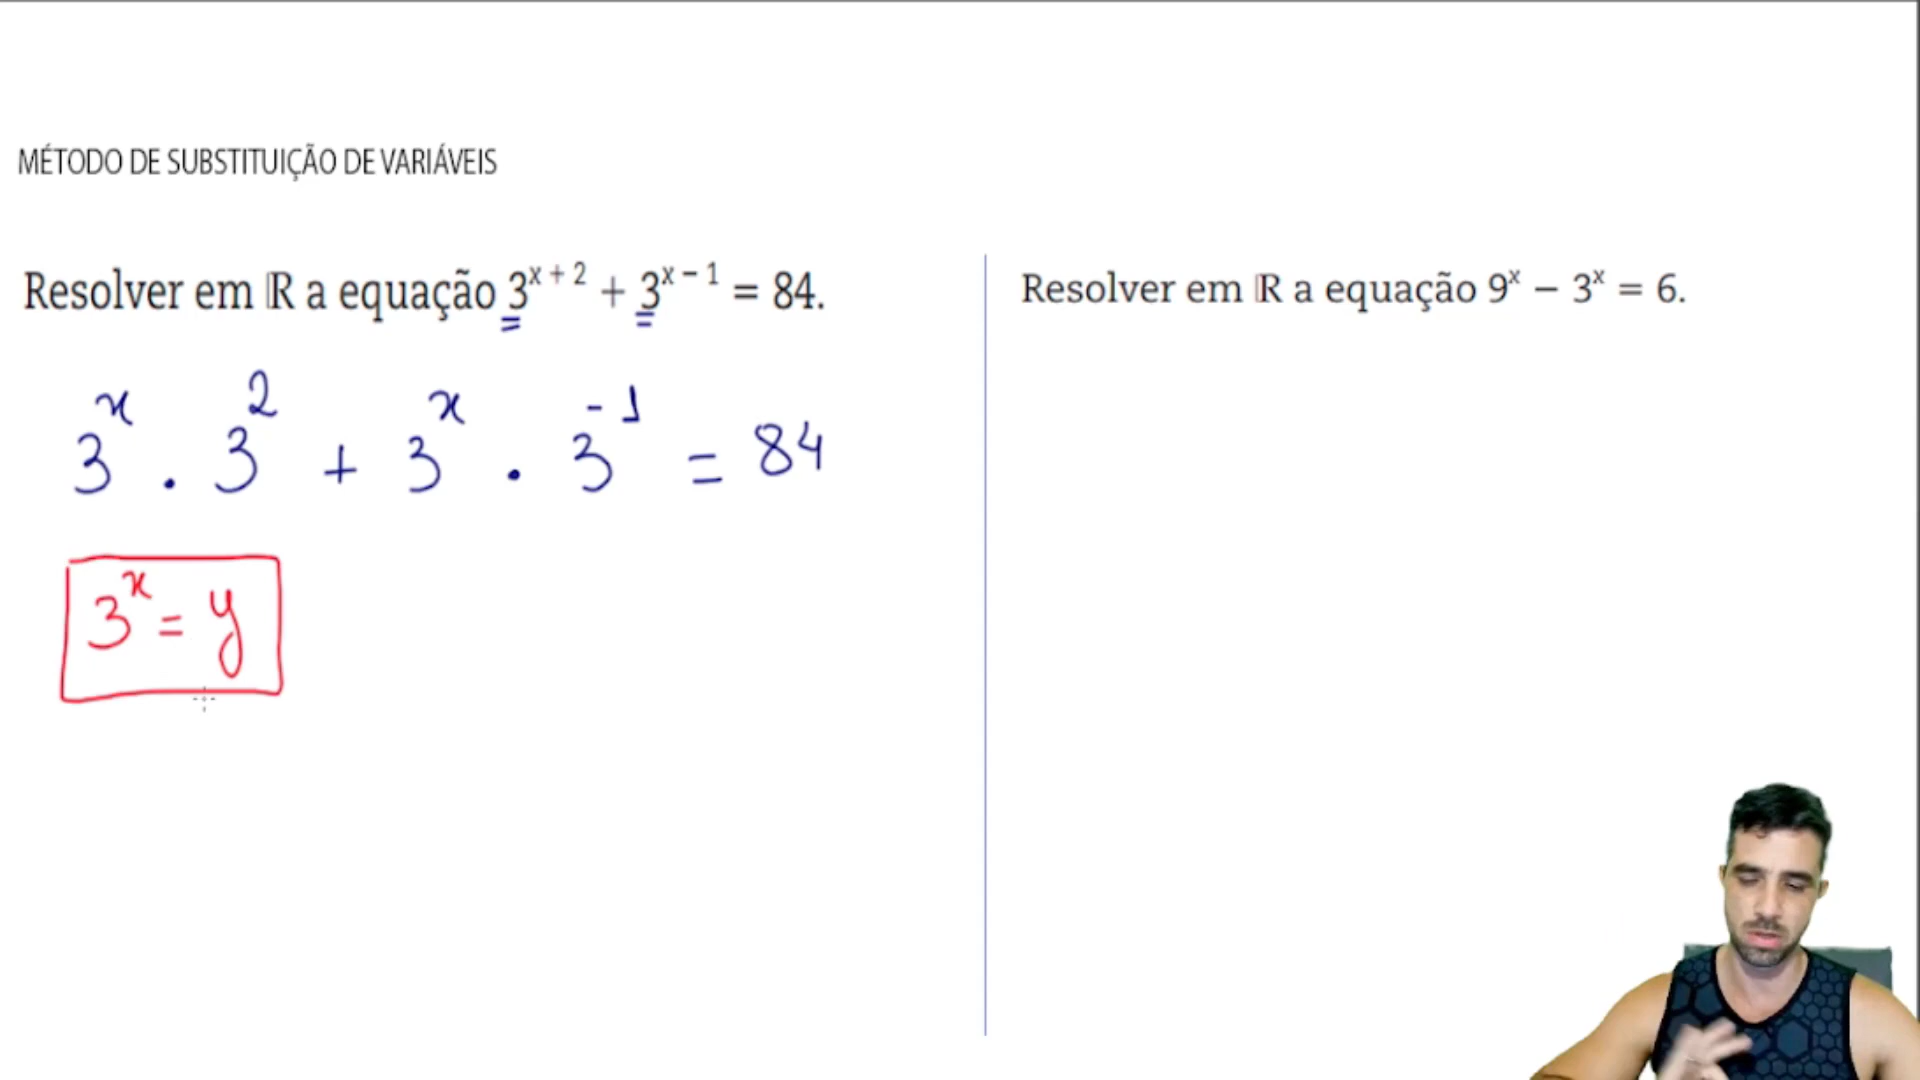 MÉTODO DE SUBSTITUIÇÃO DE VARIÁVEIS
Resolver em ℝ a equação 3^{x + 2} + 3^{x − 1} = 84.
3^x . 3^2 + 3^x . 3^{-1} = 84
3^x = y
Resolver em ℝ a equação 9^x − 3^x = 6.